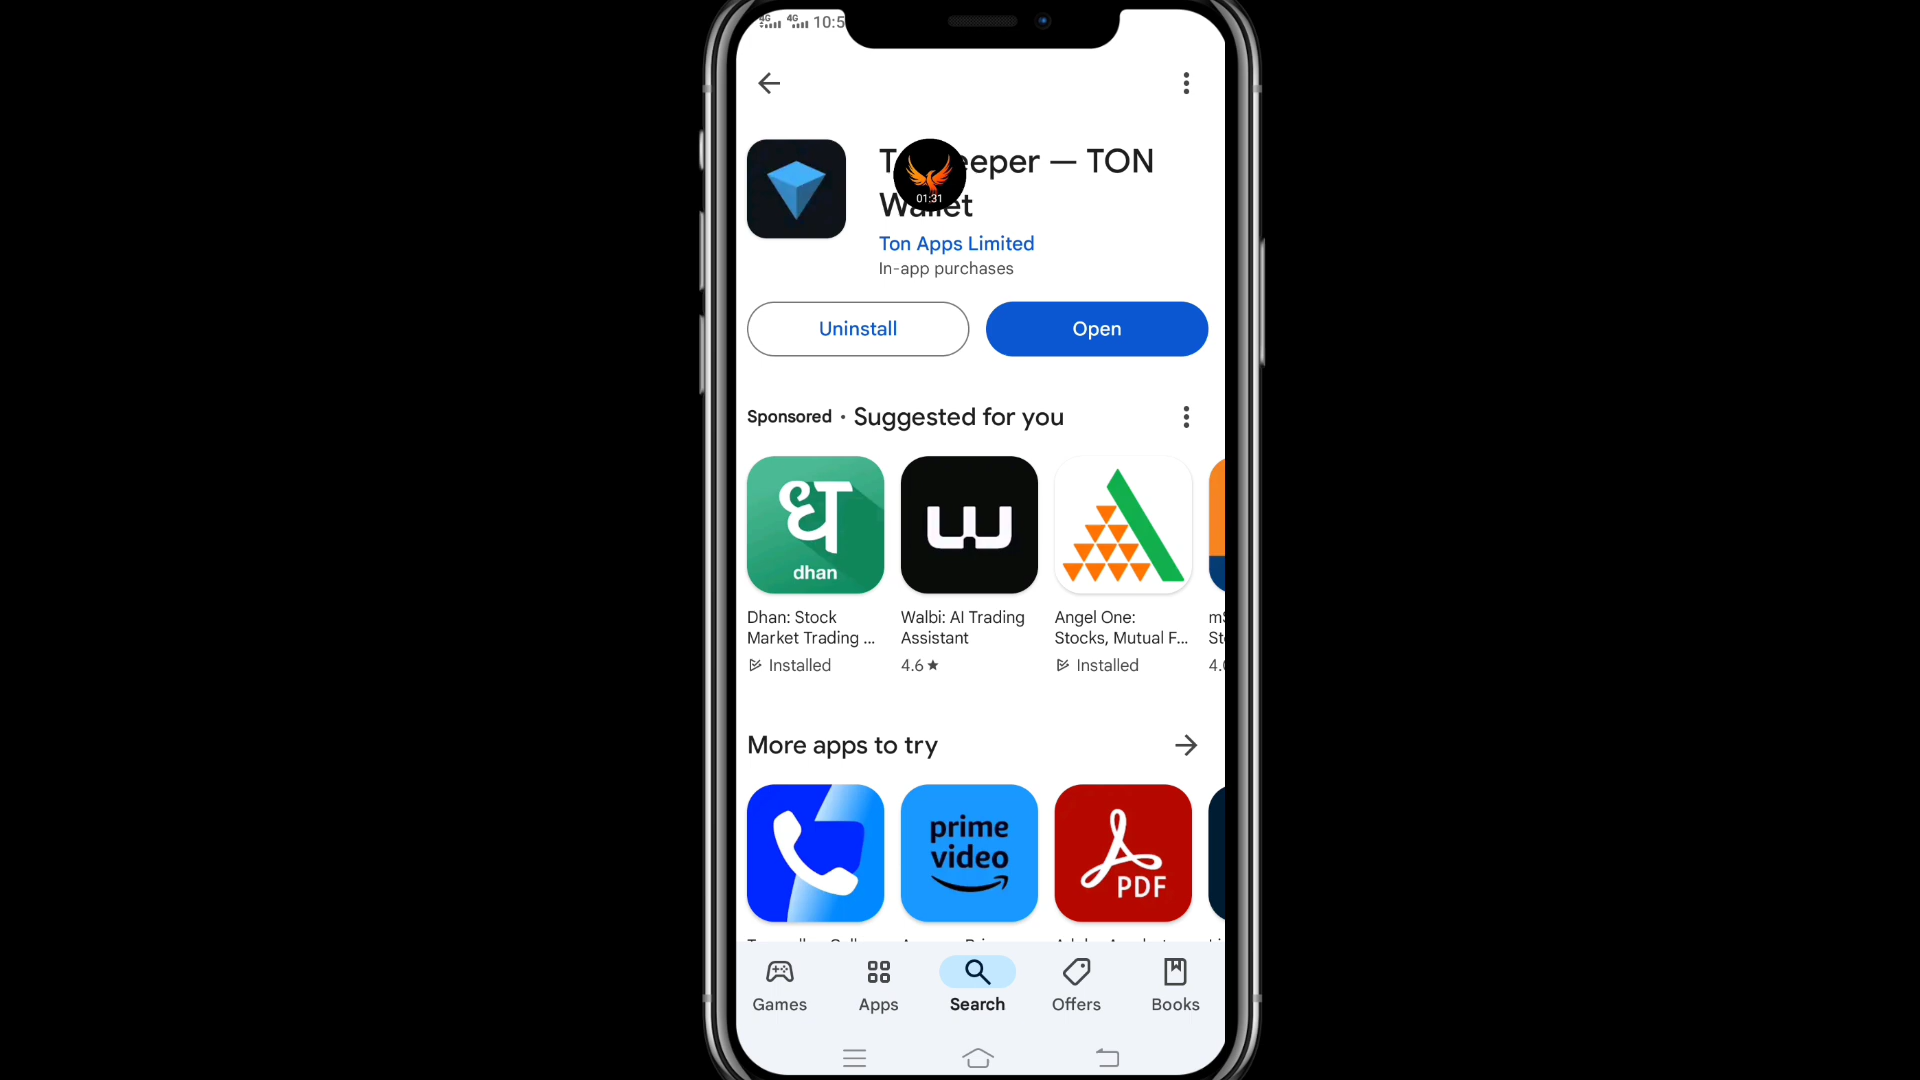 4G 4G 10:5
eeper — TON
01:31
Wallet
Ton Apps Limited
In-app purchases
Uninstall
Open
Sponsored • Suggested for you
ध
dhan
W
Dhan: Stock
Market Trading ...
Installed
Walbi: AI Trading
Assistant
4.6 ★
Angel One:
Stocks, Mutual F...
Installed
More apps to try
prime
video
PDF
Games
Apps
Search
Offers
Books